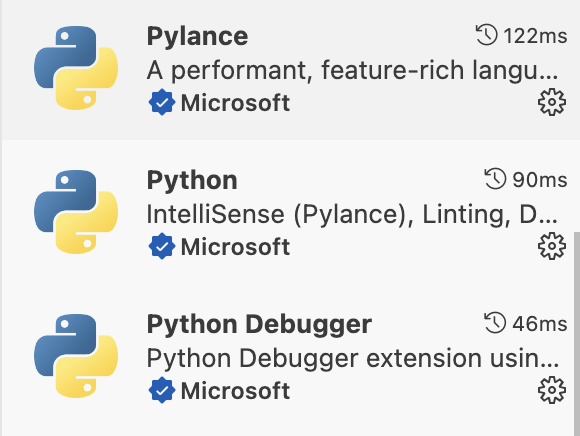 Pylance 122ms
A performant, feature-rich langu...
Microsoft
Python 90ms
IntelliSense (Pylance), Linting, D...
Microsoft
Python Debugger 46ms
Python Debugger extension usin...
Microsoft